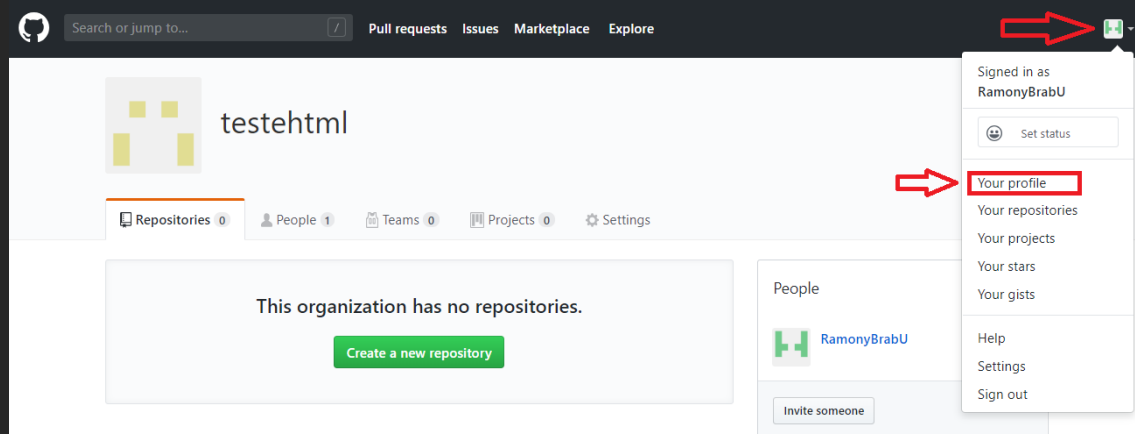 Search or jump to... /
Pull requests Issues Marketplace Explore
Signed in as
RamonyBrabU
Set status
Your profile
Your repositories
Your projects
Your stars
Your gists
Help
Settings
Sign out
testehtml
Repositories 0 People 1 Teams 0 Projects 0 Settings
This organization has no repositories.
Create a new repository
People
RamonyBrabU
Invite someone